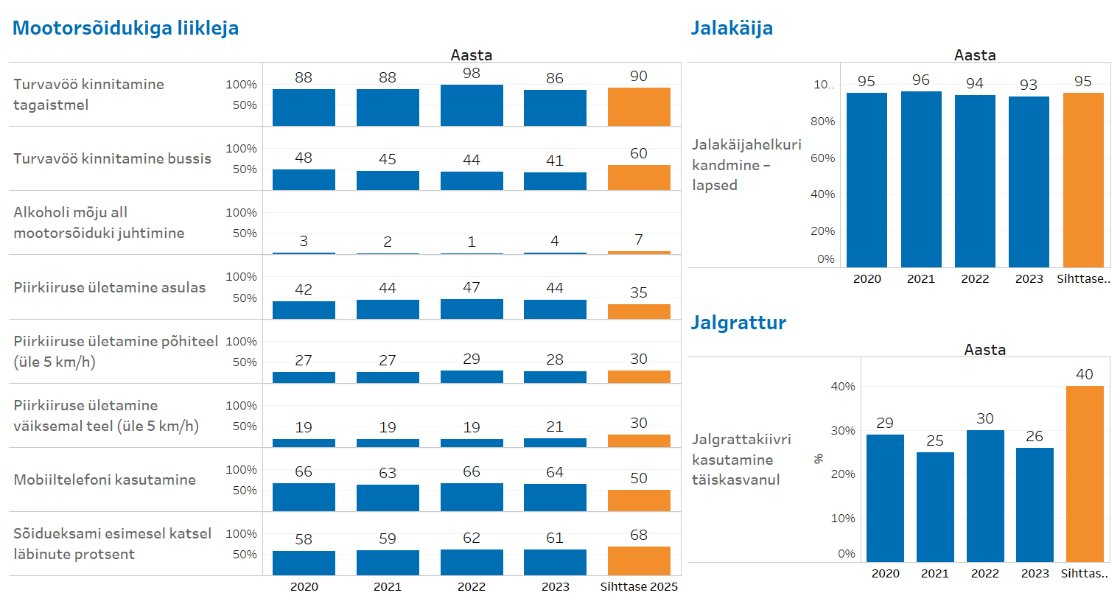 Mootorsõidukiga liikleja
Aasta
Turvavöö kinnitamine
tagaistmel
100%
50%
88 88 98 86 90
Turvavöö kinnitamine bussis
100%
50%
48 45 44 41 60
Alkoholi mõju all
mootorsõiduki juhtimine
100%
50%
3 2 1 4 7
Piirkiiruse ületamine asulas
100%
50%
42 44 47 44 35
Piirkiiruse ületamine põhiteel
(üle 5 km/h)
100%
50%
27 27 29 28 30
Piirkiiruse ületamine
väiksemal teel (üle 5 km/h)
100%
50%
19 19 19 21 30
Mobiiltelefoni kasutamine
100%
50%
66 63 66 64 50
Sõidueksami esimesel katsel
läbinute protsent
100%
50%
58 59 62 61 68
2020 2021 2022 2023 Sihttase 2025
Jalakäija
Aasta
Jalakäijahelkuri
kandmine –
lapsed
10..
80%
60%
40%
20%
0%
95 96 94 93 95
2020 2021 2022 2023 Sihttase..
Jalgrattur
Aasta
Jalgrattakiivri
kasutamine
täiskasvanul
%
40%
30%
20%
10%
0%
29 25 30 26 40
2020 2021 2022 2023 Sihttas..